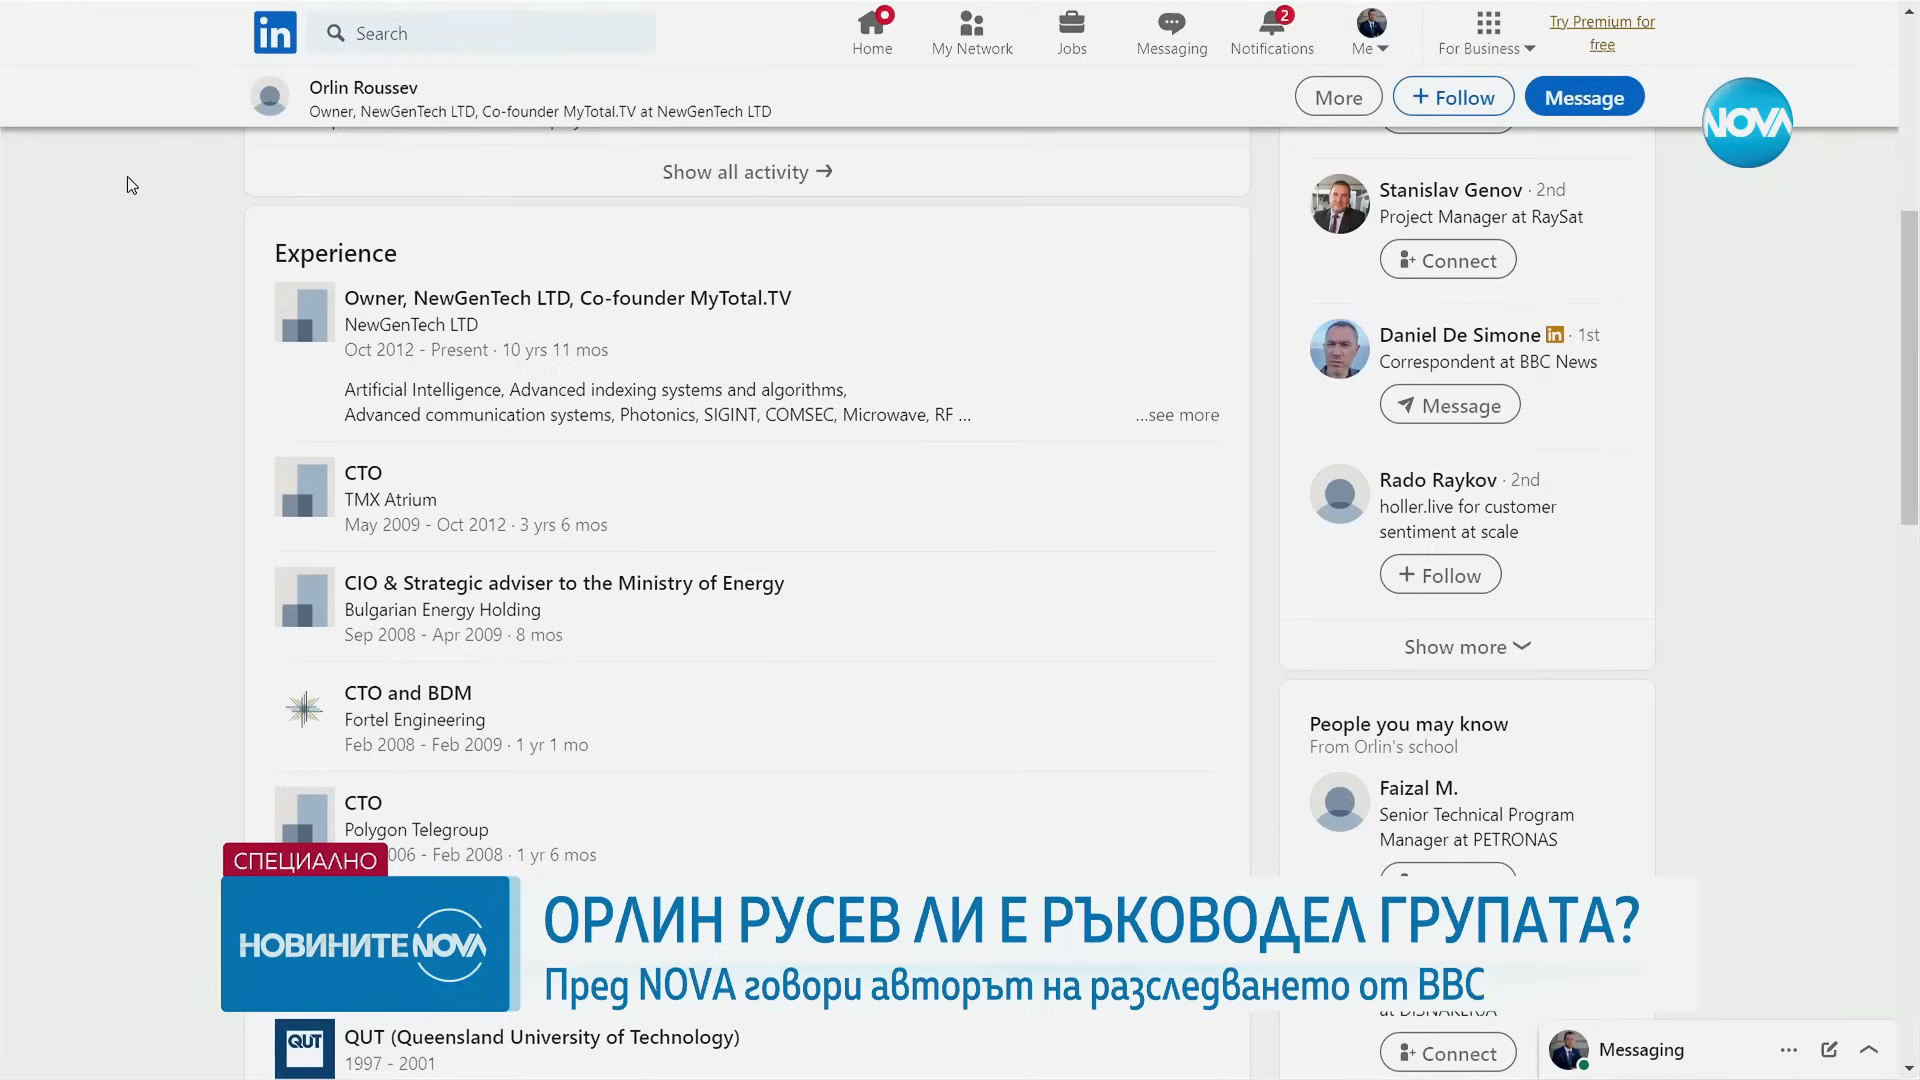 in
Search
Home
My Network
Jobs
Messaging
Notifications
2
Me
For Business
Try Premium for
free
Orlin Roussev
Owner, NewGenTech LTD, Co-founder MyTotal.TV at NewGenTech LTD
More
+ Follow
Message
NOVA
Show all activity →
Experience
Owner, NewGenTech LTD, Co-founder MyTotal.TV
NewGenTech LTD
Oct 2012 - Present · 10 yrs 11 mos
Artificial Intelligence, Advanced indexing systems and algorithms,
Advanced communication systems, Photonics, SIGINT, COMSEC, Microwave, RF ...
...see more
CTO
TMX Atrium
May 2009 - Oct 2012 · 3 yrs 6 mos
CIO & Strategic adviser to the Ministry of Energy
Bulgarian Energy Holding
Sep 2008 - Apr 2009 · 8 mos
CTO and BDM
Fortel Engineering
Feb 2008 - Feb 2009 · 1 yr 1 mo
CTO
Polygon Telegroup
006 - Feb 2008 · 1 yr 6 mos
QUT
QUT (Queensland University of Technology)
1997 - 2001
Stanislav Genov · 2nd
Project Manager at RaySat
Connect
Daniel De Simone in · 1st
Correspondent at BBC News
Message
Rado Raykov · 2nd
holler.live for customer
sentiment at scale
+ Follow
Show more
People you may know
From Orlin's school
Faizal M.
Senior Technical Program
Manager at PETRONAS
Connect
Messaging
СПЕЦИАЛНО
НОВИНИТЕ NOVA
ОРЛИН РУСЕВ ЛИ Е РЪКОВОДЕЛ ГРУПАТА?
Пред NOVA говори авторът на разследването от BBC